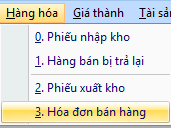 Hàng hóa Giá thành Tài sản
0. Phiếu nhập kho
1. Hàng bán bị trả lại
2. Phiếu xuất kho
3. Hóa đơn bán hàng